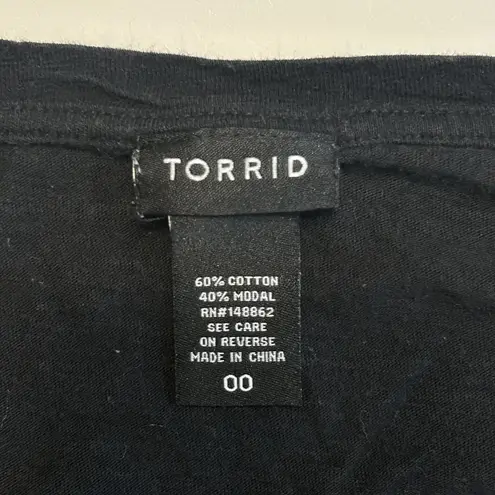 TORRID
60% COTTON
40% MODAL
RN#148862
SEE CARE
ON REVERSE
MADE IN CHINA
00